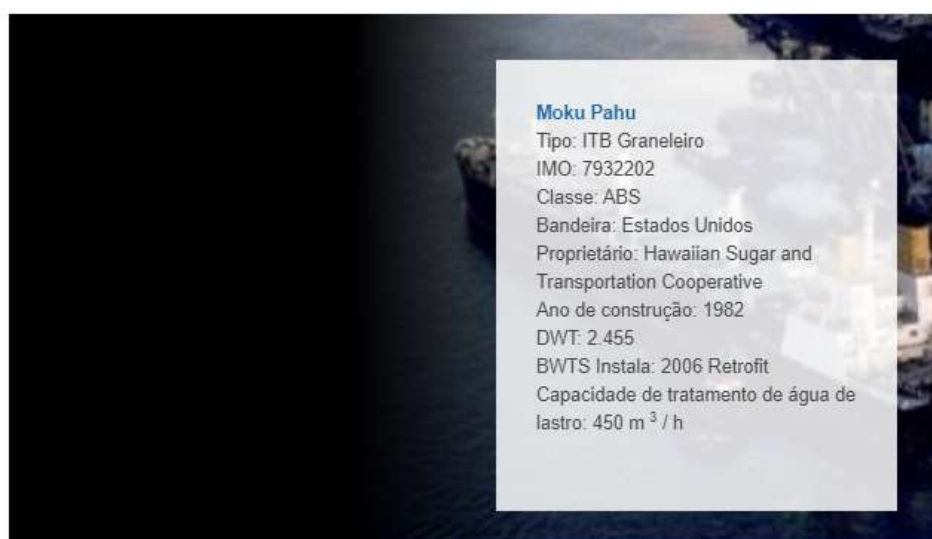 Moku Pahu
Tipo: ITB Graneleiro
IMO: 7932202
Classe: ABS
Bandeira: Estados Unidos
Proprietário: Hawaiian Sugar and
Transportation Cooperative
Ano de construção: 1982
DWT: 2.455
BWTS Instala: 2006 Retrofit
Capacidade de tratamento de água de
lastro: 450 m ³ / h